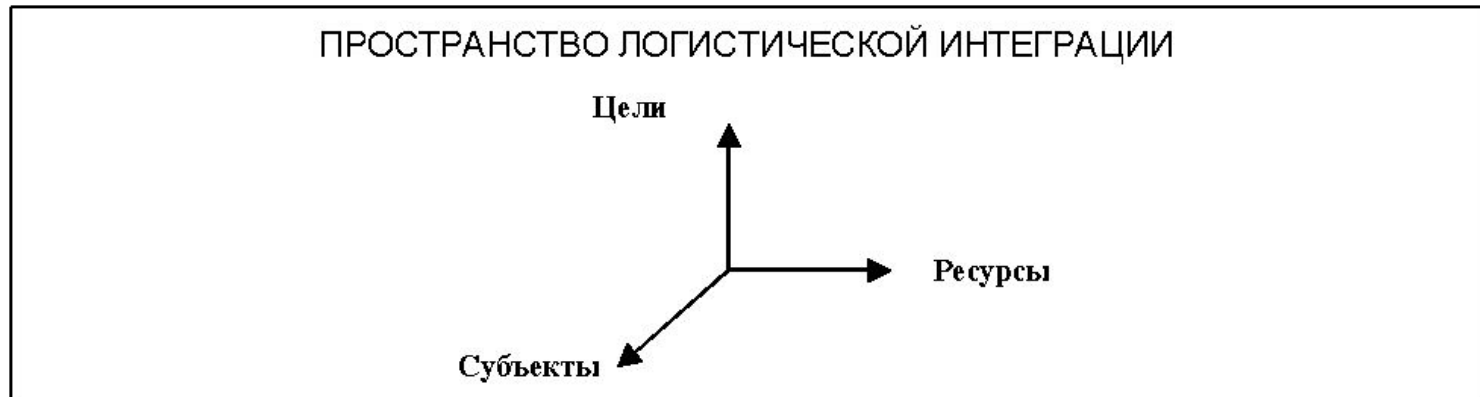 ПРОСТРАНСТВО ЛОГИСТИЧЕСКОЙ ИНТЕГРАЦИИ
Цели
Ресурсы
Субъекты